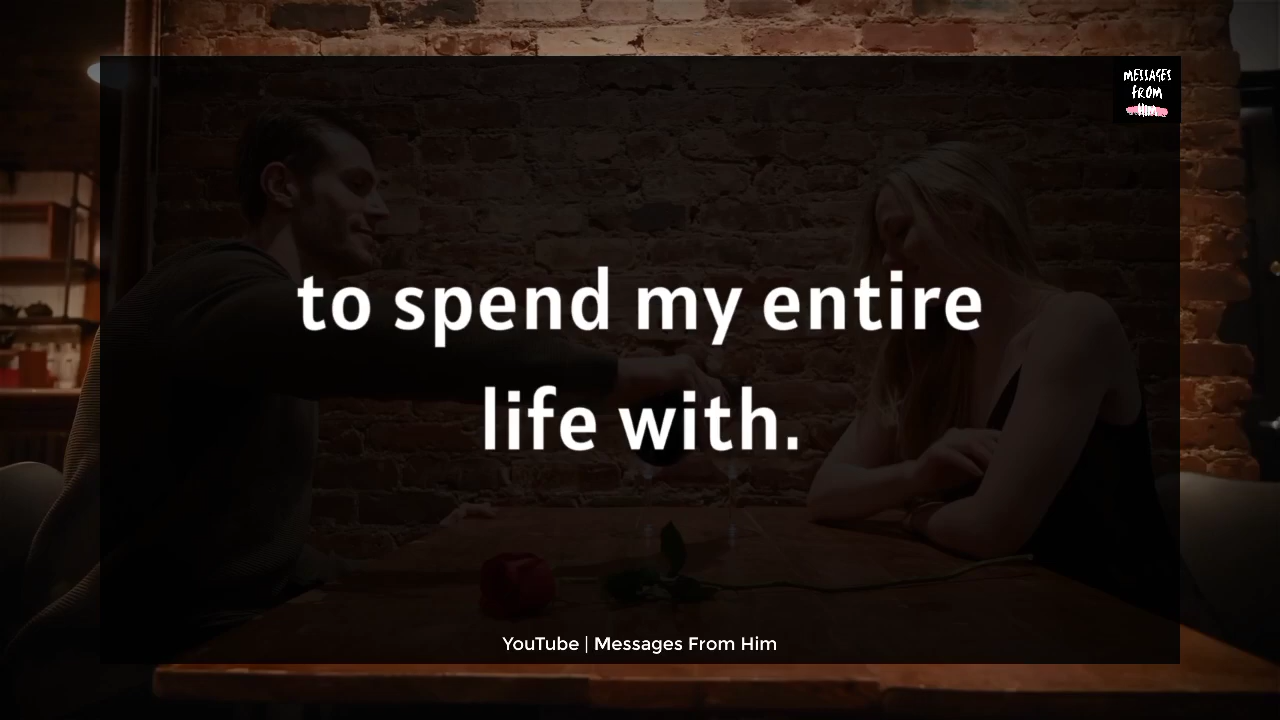 MESSAGES
FROM
HIM
to spend my entire
life with.
YouTube | Messages From Him